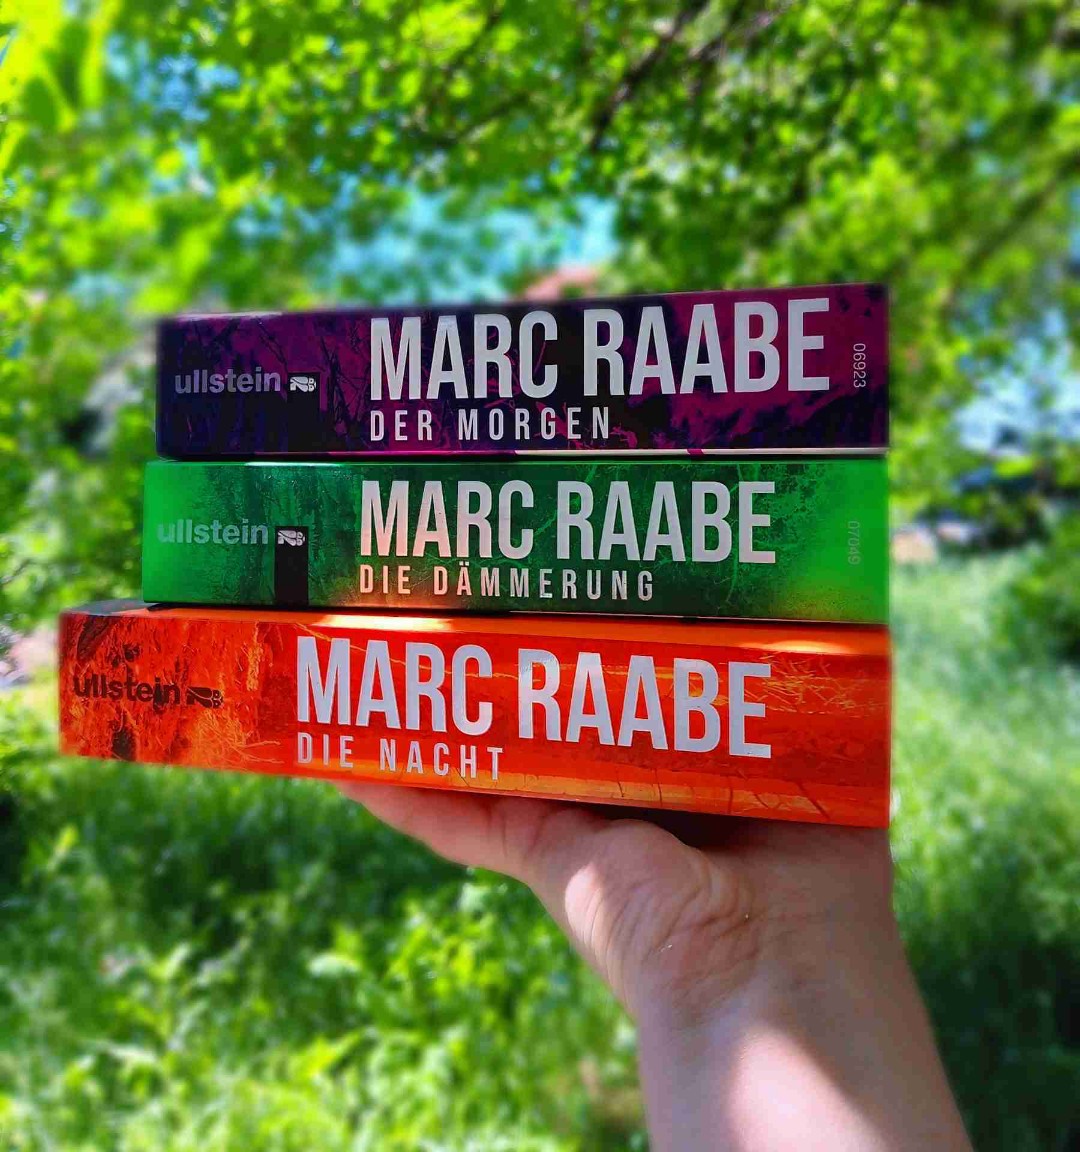 ullstein
MARC RAABE
DER MORGEN
06923
ullstein
MARC RAABE
DIE DÄMMERUNG
07049
ullstein
MARC RAABE
DIE NACHT